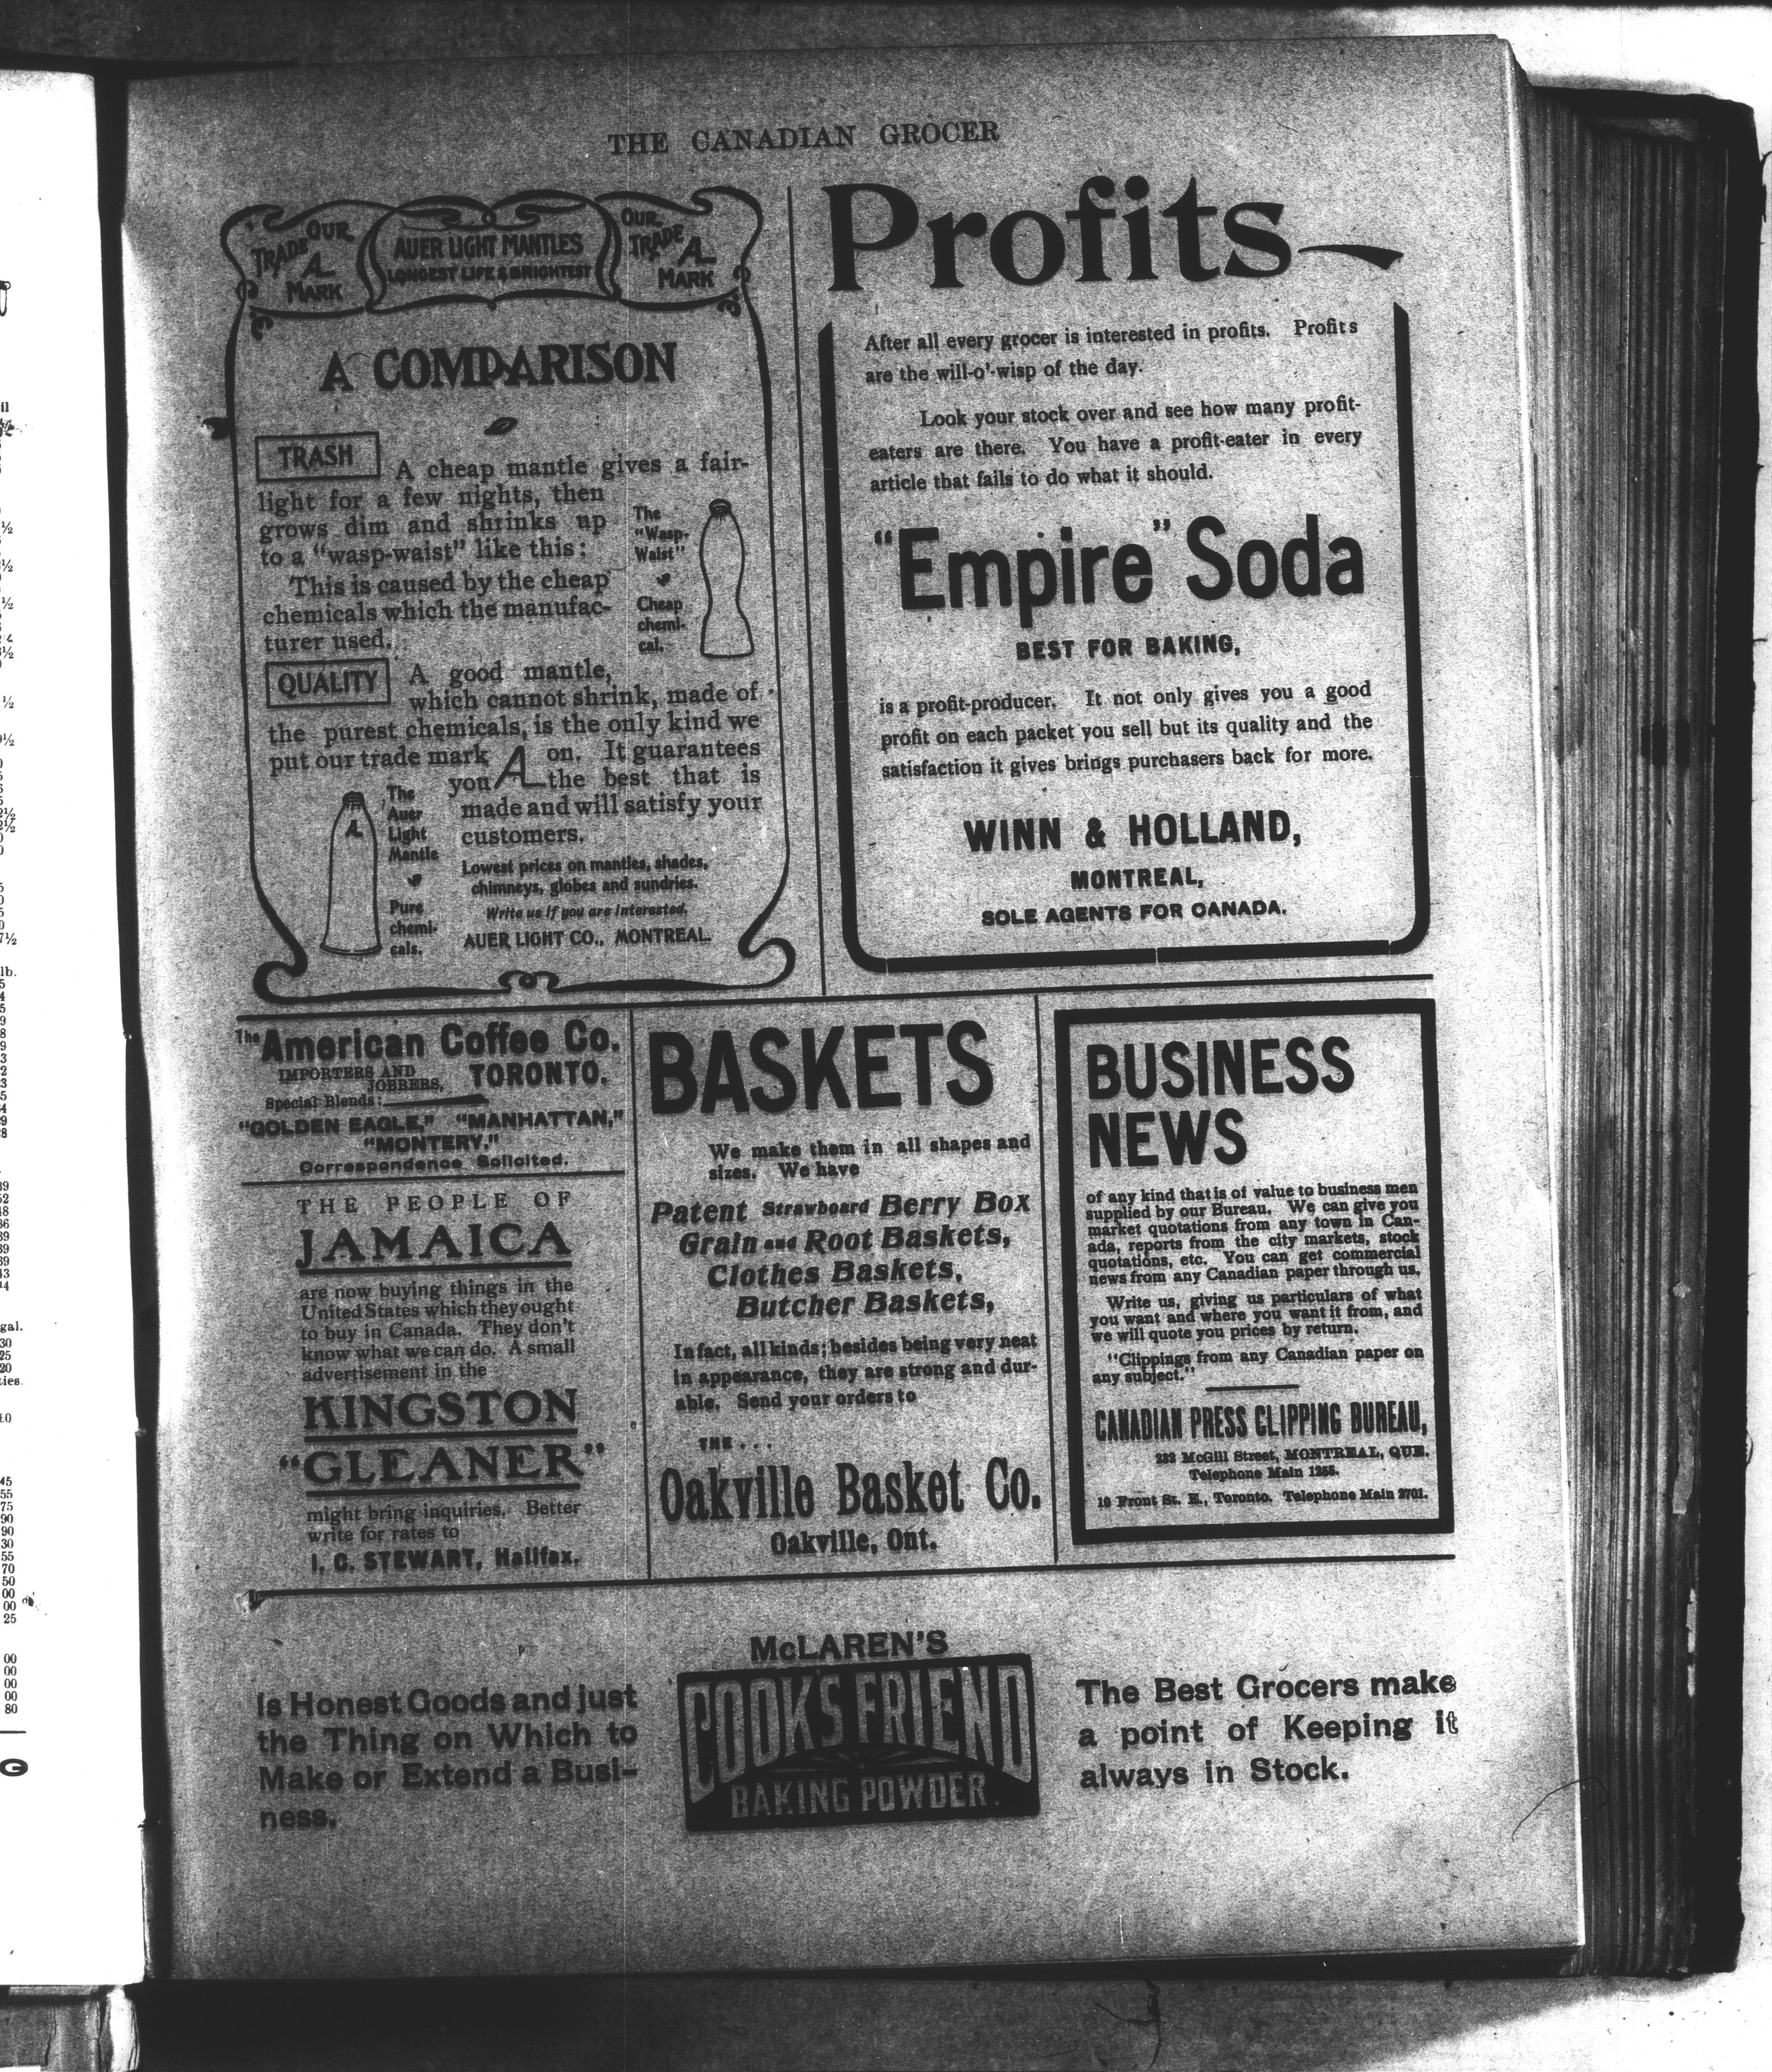 THE CANADIAN GROCER
OUR TRADE A MARK
AUER LIGHT MANTLES
LONGEST LIFE & BRIGHTEST
OUR TRADE A MARK
A COMPARISON
TRASH
A cheap mantle gives a fair
light for a few nights, then
grows dim and shrinks up
to a "wasp-waist" like this:
This is caused by the cheap
chemicals which the manufac-
turer used.
The
"Wasp-
Waist"
Cheap
chemi-
cal.
QUALITY
A good mantle,
which cannot shrink, made of
the purest chemicals, is the only kind we
put our trade mark A on. It guarantees
you the best that is
made and will satisfy your
customers.
The
Auer
Light
Mantle
Pure
chemi-
cals.
Lowest prices on mantles, shades,
chimneys, globes and sundries.
Write us if you are interested.
AUER LIGHT CO., MONTREAL.
Profits
After all every grocer is interested in profits. Profits
are the will-o'-wisp of the day.
Look your stock over and see how many profit-
eaters are there. You have a profit-eater in every
article that fails to do what it should.
"Empire" Soda
BEST FOR BAKING,
is a profit-producer. It not only gives you a good
profit on each packet you sell but its quality and the
satisfaction it gives brings purchasers back for more.
WINN & HOLLAND,
MONTREAL,
SOLE AGENTS FOR CANADA.
The American Coffee Co.
IMPORTERS AND
JOBBERS, TORONTO.
Special Blends:
"GOLDEN EAGLE," "MANHATTAN,"
"MONTERY."
Correspondence Solicited.
THE PEOPLE OF
JAMAICA
are now buying things in the
United States which they ought
to buy in Canada. They don't
know what we can do. A small
advertisement in the
KINGSTON
"GLEANER"
might bring inquiries. Better
write for rates to
I. C. STEWART, Halifax.
BASKETS
We make them in all shapes and
sizes. We have
Patent Strawboard Berry Box
Grain and Root Baskets,
Clothes Baskets,
Butcher Baskets,
In fact, all kinds; besides being very neat
in appearance, they are strong and dur-
able. Send your orders to
THE...
Oakville Basket Co.
Oakville, Ont.
BUSINESS
NEWS
of any kind that is of value to business men
supplied by our Bureau. We can give you
market quotations from any town in Can-
ada, reports from the city markets, stock
quotations, etc. You can get commercial
news from any Canadian paper through us.
Write us, giving us particulars of what
you want and where you want it from, and
we will quote you prices by return.
"Clippings from any Canadian paper on
any subject."
CANADIAN PRESS CLIPPING BUREAU,
232 McGill Street, MONTREAL, QUE.
Telephone Main 1255.
10 Front St. E., Toronto. Telephone Main 2701.
Is Honest Goods and just
the Thing on Which to
Make or Extend a Busi-
ness.
McLAREN'S
COOK'S FRIEND
BAKING POWDER.
The Best Grocers make
a point of Keeping it
always in Stock.